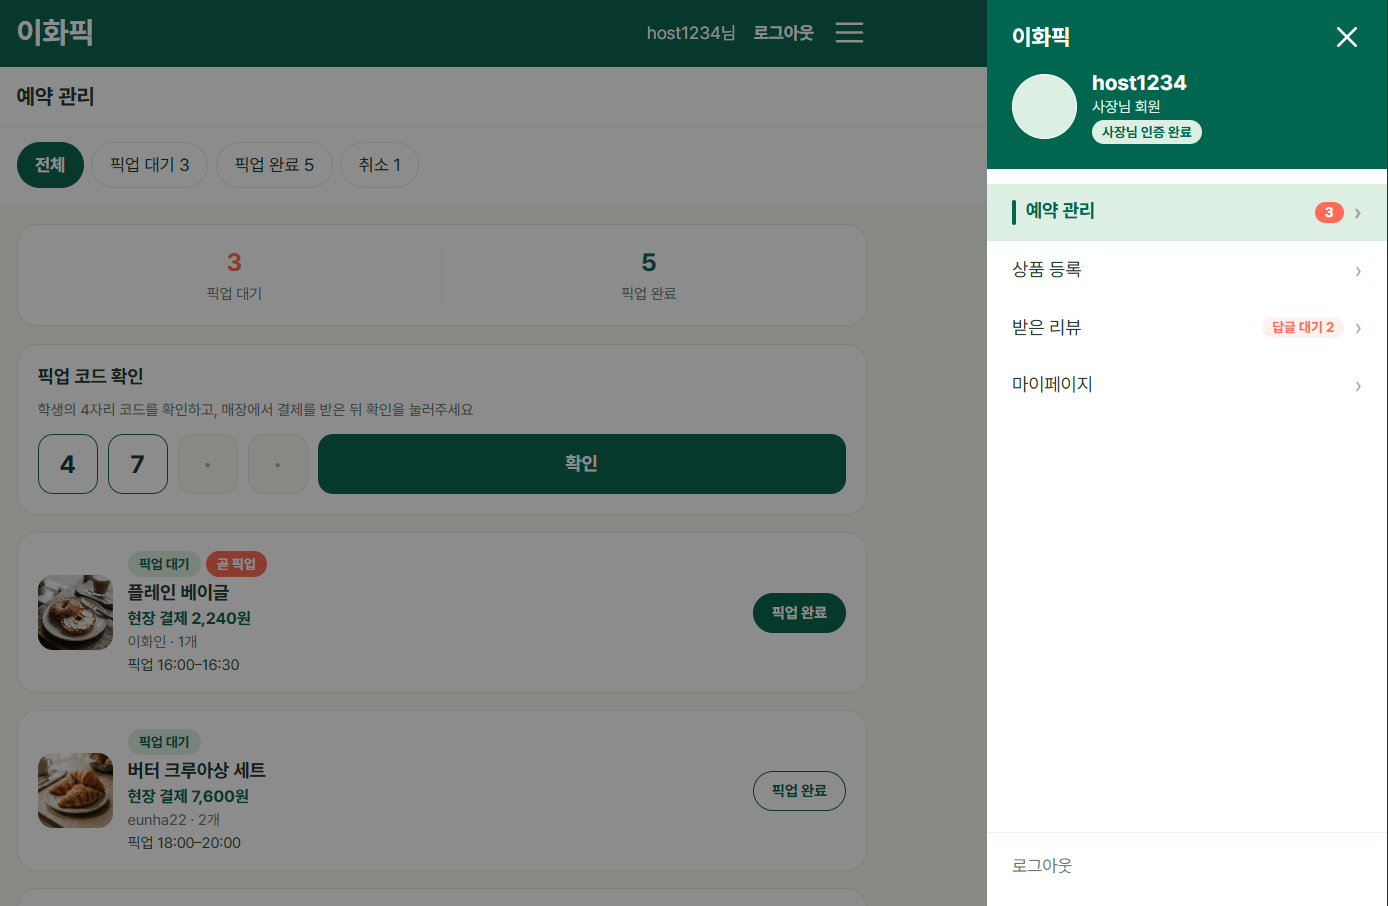 이화픽
host1234님
로그아웃
예약 관리
전체
픽업 대기 3
픽업 완료 5
취소 1
3
픽업 대기
5
픽업 완료
픽업 코드 확인
학생의 4자리 코드를 확인하고, 매장에서 결제를 받은 뒤 확인을 눌러주세요
4
7
확인
픽업 대기
곧 픽업
플레인 베이글
현장 결제 2,240원
이화인 · 1개
픽업 16:00–16:30
픽업 완료
픽업 대기
버터 크루아상 세트
현장 결제 7,600원
eunha22 · 2개
픽업 18:00–20:00
픽업 완료
이화픽
host1234
사장님 회원
사장님 인증 완료
예약 관리
3
상품 등록
받은 리뷰
답글 대기 2
마이페이지
로그아웃